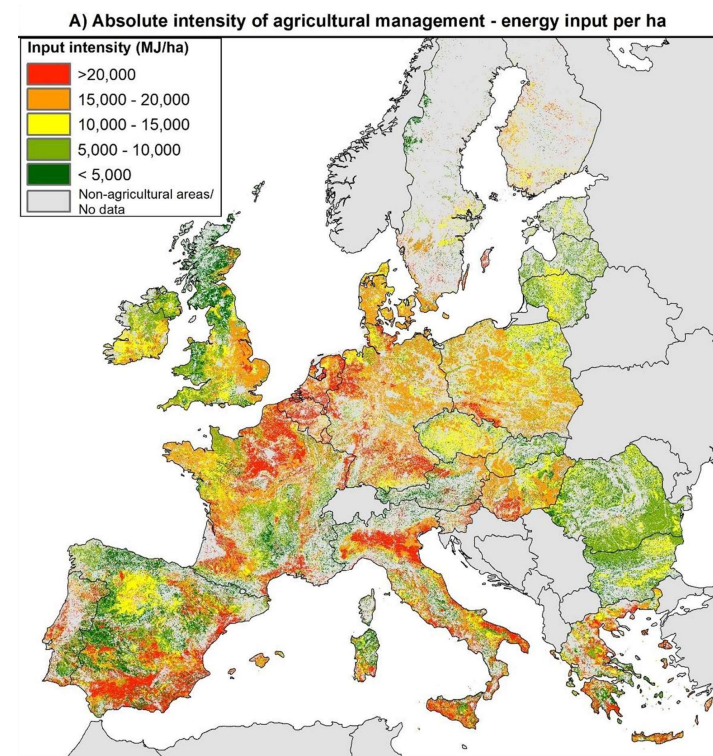 A) Absolute intensity of agricultural management - energy input per ha
Input intensity (MJ/ha)
>20,000
15,000 - 20,000
10,000 - 15,000
5,000 - 10,000
< 5,000
Non-agricultural areas/
No data